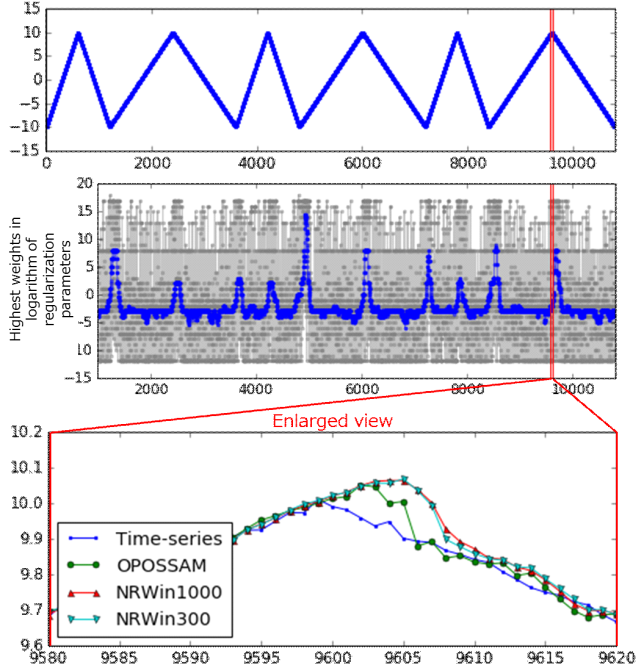 15
10
5
0
−5
−10
−15
0 2000 4000 6000 8000 10000
Highest weights in
logarithm of
regularization
parameters
20
15
10
5
0
−5
−10
−15
2000 4000 6000 8000 10000
Enlarged view
10.2
10.1
10.0
9.9
9.8
9.7
9.6
Time-series
OPOSSAM
NRWin1000
NRWin300
9580 9585 9590 9595 9600 9605 9610 9615 9620